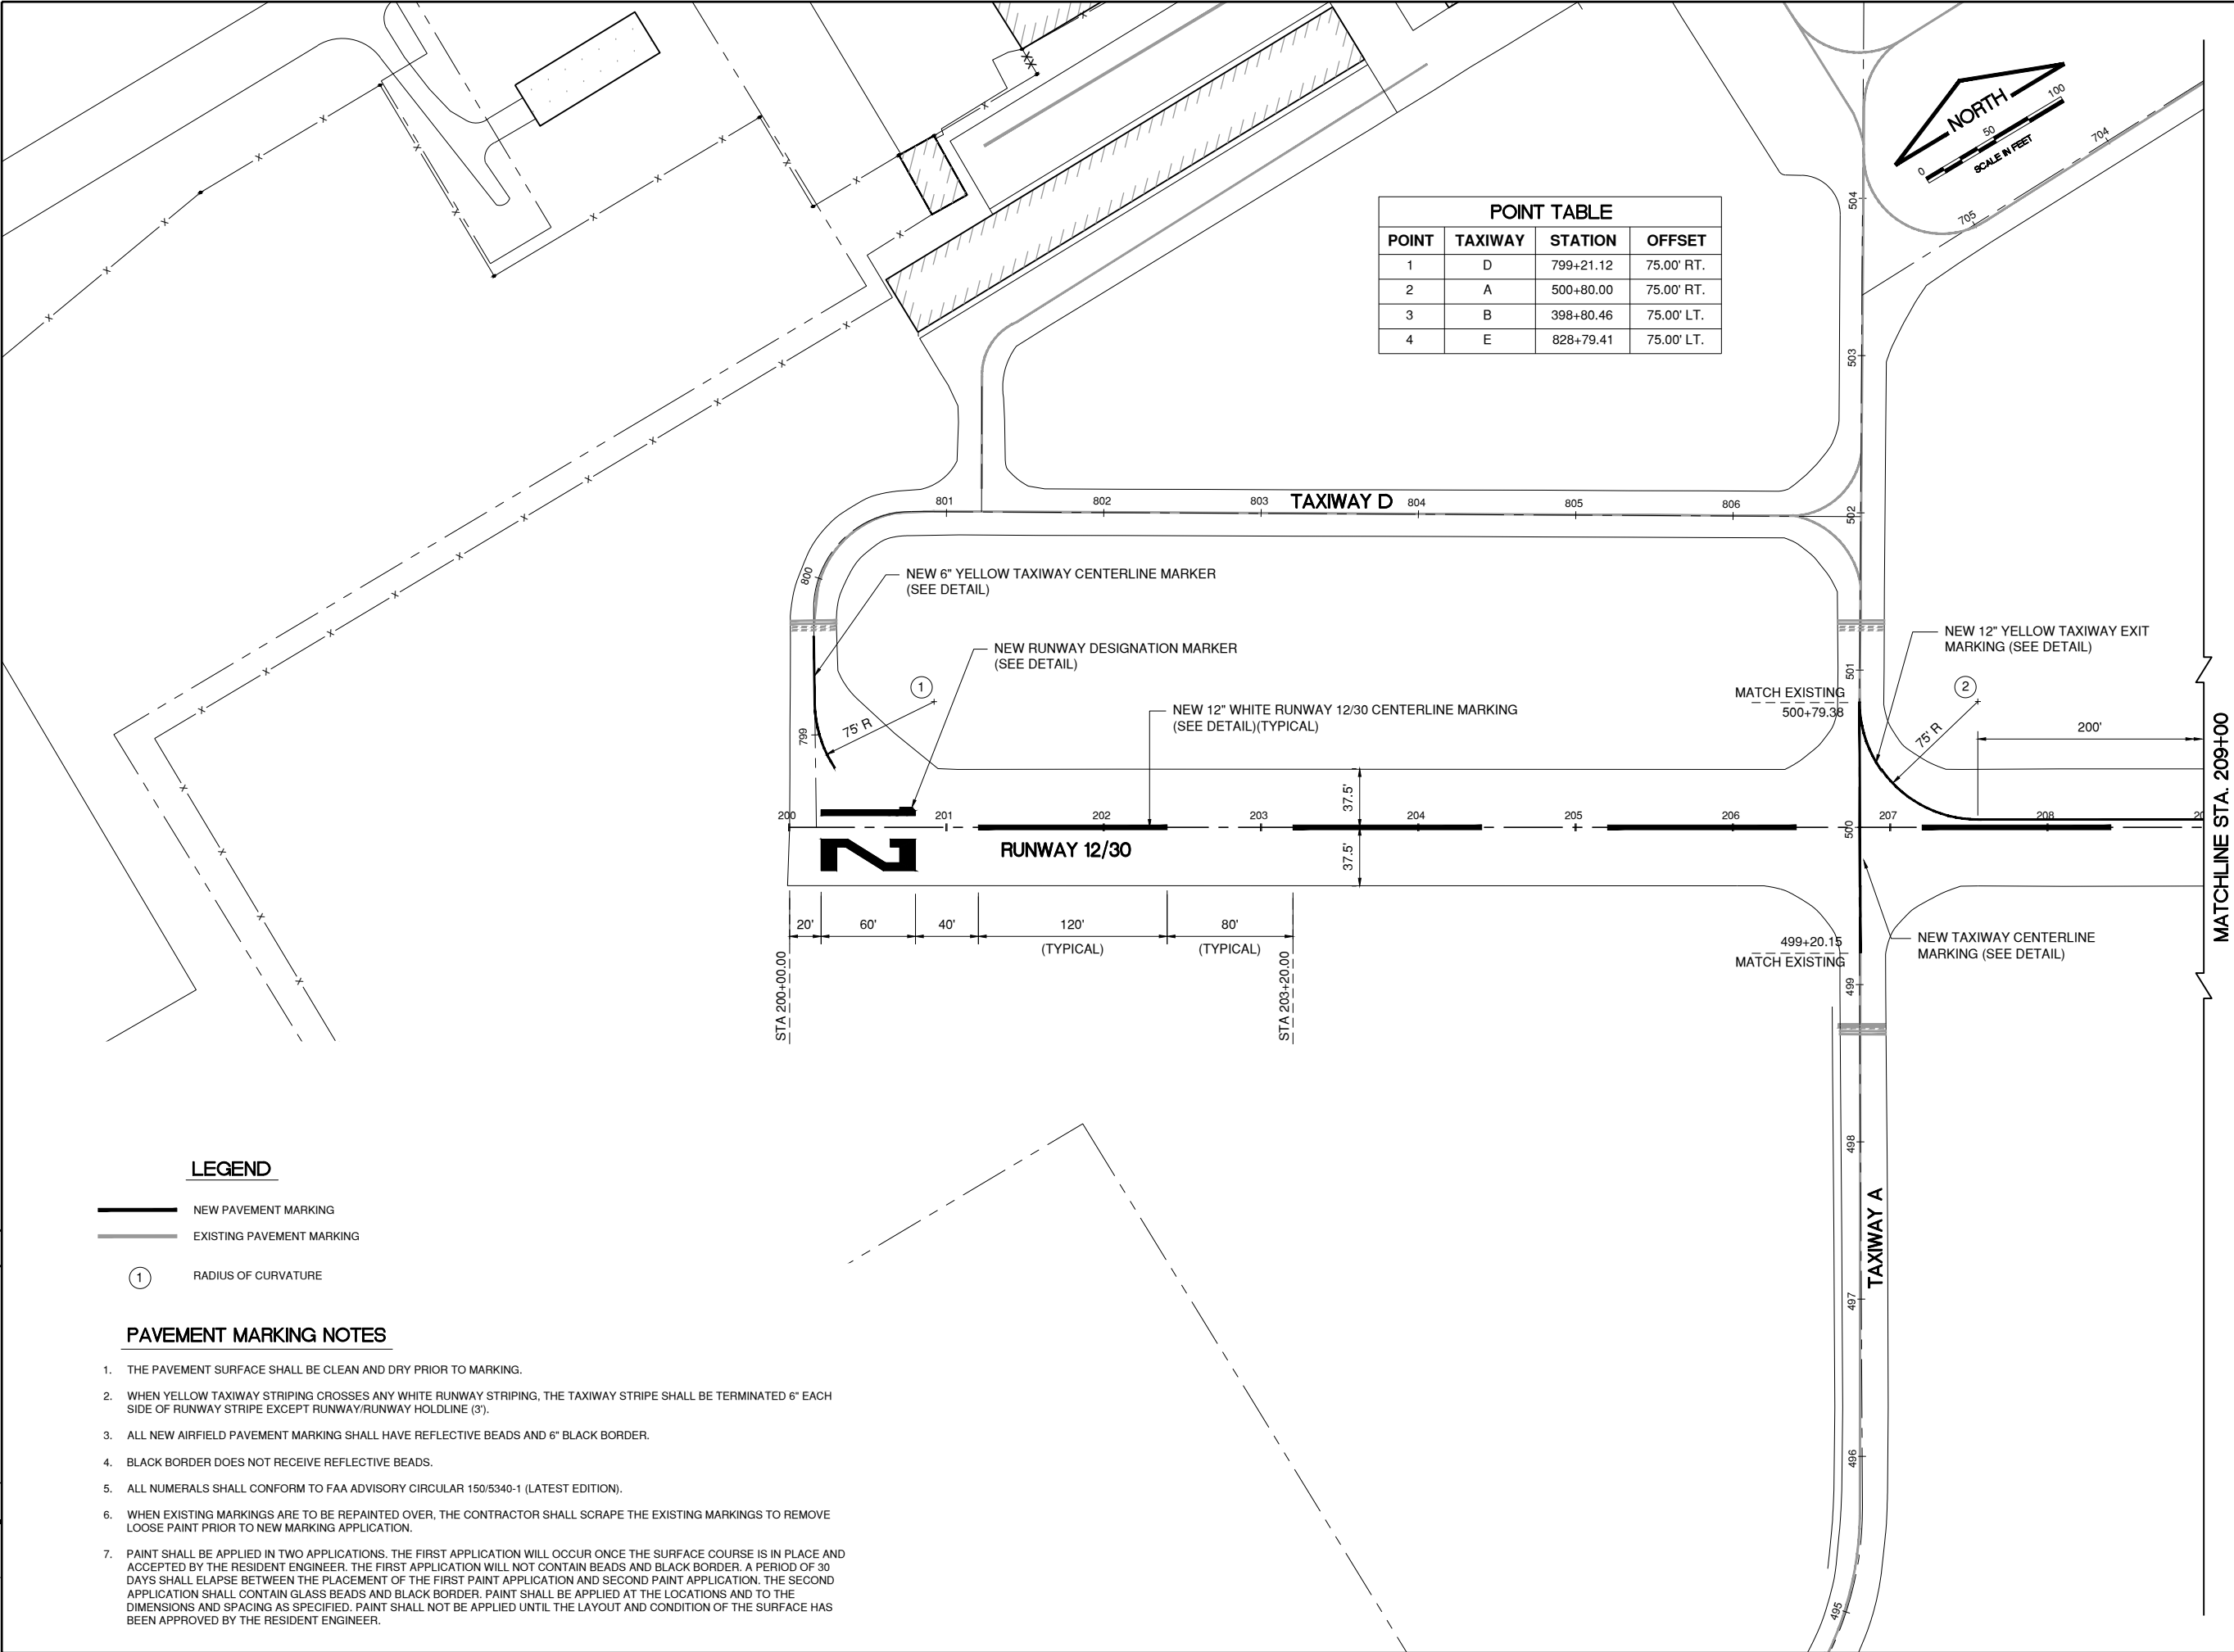 NORTH
0
50
100
SCALE IN FEET
704
705
504
503
502
501
500
499
498
497
496
495
POINT TABLE
POINT TAXIWAY STATION OFFSET
1 D 799+21.12 75.00' RT.
2 A 500+80.00 75.00' RT.
3 B 398+80.46 75.00' LT.
4 E 828+79.41 75.00' LT.
801 802 803 TAXIWAY D 804 805 806
800
799
NEW 6" YELLOW TAXIWAY CENTERLINE MARKER
(SEE DETAIL)
NEW RUNWAY DESIGNATION MARKER
(SEE DETAIL)
1
75' R
NEW 12" WHITE RUNWAY 12/30 CENTERLINE MARKING
(SEE DETAIL)(TYPICAL)
NEW 12" YELLOW TAXIWAY EXIT
MARKING (SEE DETAIL)
MATCH EXISTING
500+79.38
2
75' R
200'
MATCHLINE STA. 209+00
37.5'
37.5'
200 201 202 203 204 205 206 207 208 20
12
RUNWAY 12/30
20' 60' 40' 120' 80'
(TYPICAL) (TYPICAL)
STA 200+00.00
STA 203+20.00
499+20.15
MATCH EXISTING
NEW TAXIWAY CENTERLINE
MARKING (SEE DETAIL)
TAXIWAY A
LEGEND
NEW PAVEMENT MARKING
EXISTING PAVEMENT MARKING
1 RADIUS OF CURVATURE
PAVEMENT MARKING NOTES
1. THE PAVEMENT SURFACE SHALL BE CLEAN AND DRY PRIOR TO MARKING.
2. WHEN YELLOW TAXIWAY STRIPING CROSSES ANY WHITE RUNWAY STRIPING, THE TAXIWAY STRIPE SHALL BE TERMINATED 6" EACH
SIDE OF RUNWAY STRIPE EXCEPT RUNWAY/RUNWAY HOLDLINE (3').
3. ALL NEW AIRFIELD PAVEMENT MARKING SHALL HAVE REFLECTIVE BEADS AND 6" BLACK BORDER.
4. BLACK BORDER DOES NOT RECEIVE REFLECTIVE BEADS.
5. ALL NUMERALS SHALL CONFORM TO FAA ADVISORY CIRCULAR 150/5340-1 (LATEST EDITION).
6. WHEN EXISTING MARKINGS ARE TO BE REPAINTED OVER, THE CONTRACTOR SHALL SCRAPE THE EXISTING MARKINGS TO REMOVE
LOOSE PAINT PRIOR TO NEW MARKING APPLICATION.
7. PAINT SHALL BE APPLIED IN TWO APPLICATIONS. THE FIRST APPLICATION WILL OCCUR ONCE THE SURFACE COURSE IS IN PLACE AND
ACCEPTED BY THE RESIDENT ENGINEER. THE FIRST APPLICATION WILL NOT CONTAIN BEADS AND BLACK BORDER. A PERIOD OF 30
DAYS SHALL ELAPSE BETWEEN THE PLACEMENT OF THE FIRST PAINT APPLICATION AND SECOND PAINT APPLICATION. THE SECOND
APPLICATION SHALL CONTAIN GLASS BEADS AND BLACK BORDER. PAINT SHALL BE APPLIED AT THE LOCATIONS AND TO THE
DIMENSIONS AND SPACING AS SPECIFIED. PAINT SHALL NOT BE APPLIED UNTIL THE LAYOUT AND CONDITION OF THE SURFACE HAS
BEEN APPROVED BY THE RESIDENT ENGINEER.